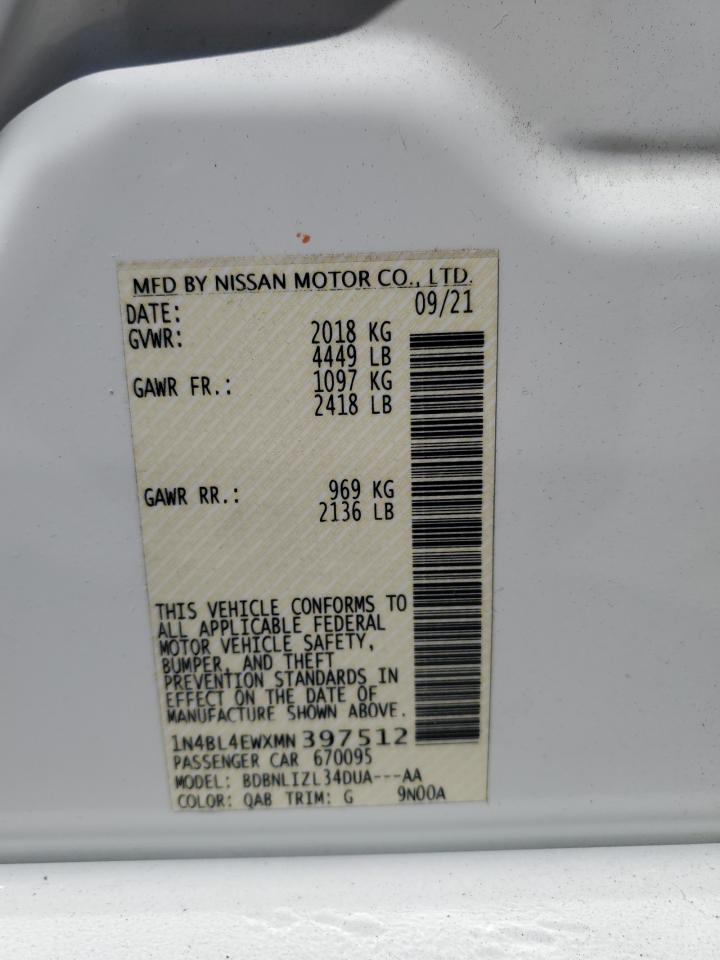 MFD BY NISSAN MOTOR CO., LTD.
DATE: 09/21
GVWR: 2018 KG
4449 LB
GAWR FR.: 1097 KG
2418 LB
GAWR RR.: 969 KG
2136 LB
THIS VEHICLE CONFORMS TO
ALL APPLICABLE FEDERAL
MOTOR VEHICLE SAFETY,
BUMPER, AND THEFT
PREVENTION STANDARDS IN
EFFECT ON THE DATE OF
MANUFACTURE SHOWN ABOVE.
1N4BL4EWXMN397512
PASSENGER CAR 670095
MODEL: BDBNLIZL34DUA---AA
COLOR: QAB TRIM: G 9N00A